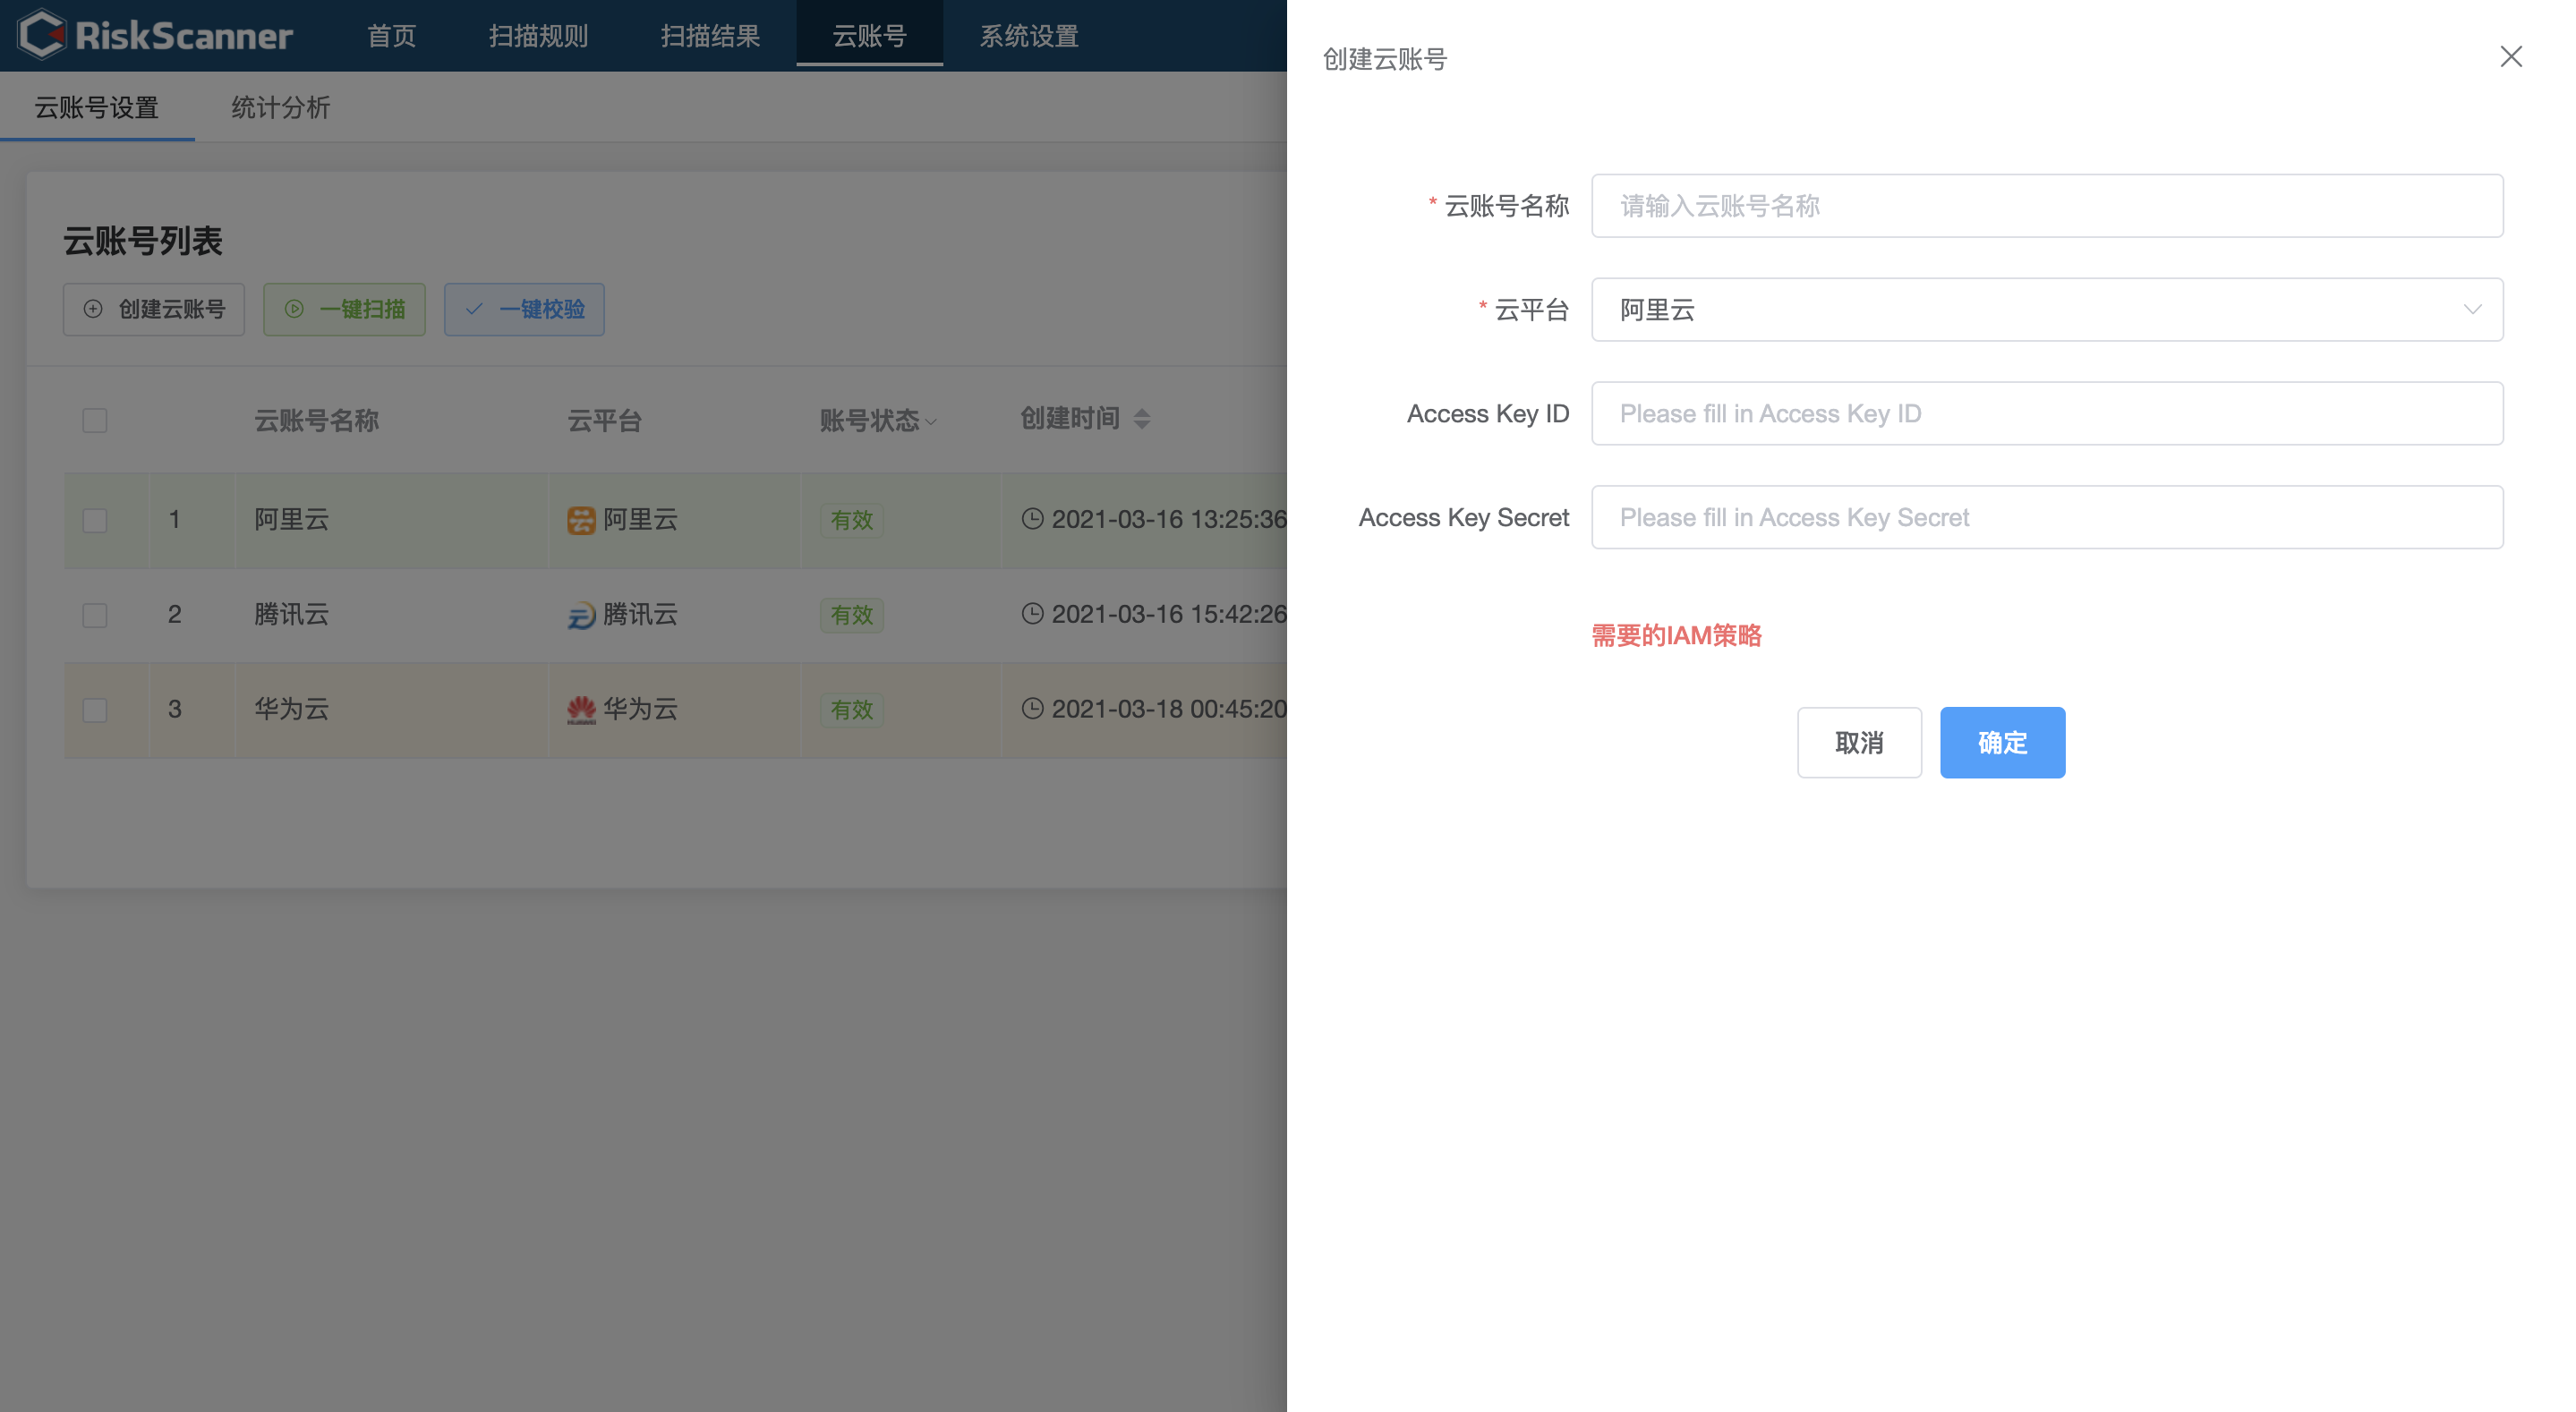 RiskScanner 首页 扫描规则 扫描结果 云账号 系统设置
云账号设置 统计分析
云账号列表
创建云账号 一键扫描 一键校验
云账号名称 云平台 账号状态 创建时间
1 阿里云 阿里云 有效 2021-03-16 13:25:36
2 腾讯云 腾讯云 有效 2021-03-16 15:42:26
3 华为云 华为云 有效 2021-03-18 00:45:20
创建云账号
* 云账号名称 请输入云账号名称
* 云平台 阿里云
Access Key ID Please fill in Access Key ID
Access Key Secret Please fill in Access Key Secret
需要的IAM策略
取消 确定